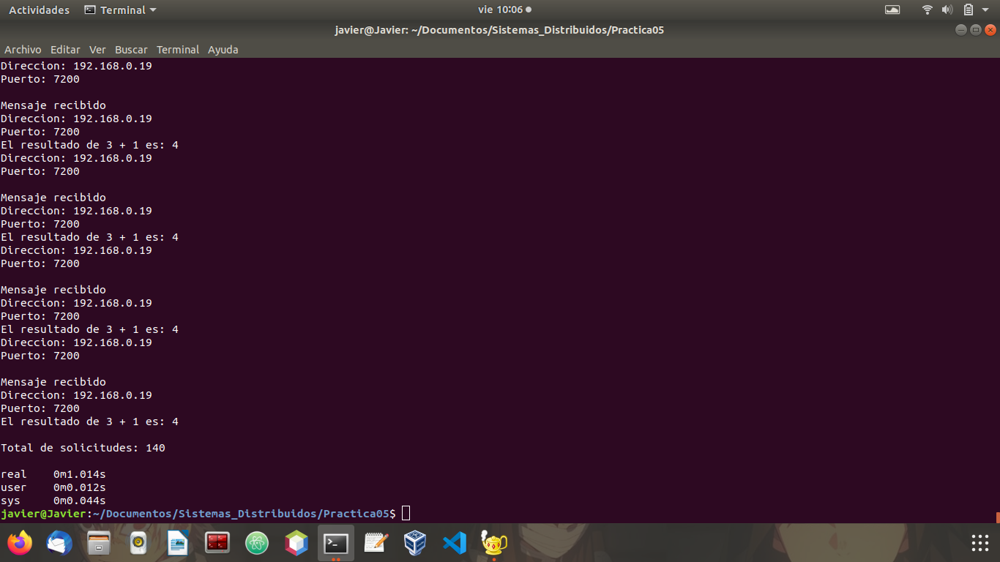 Actividades Terminal vie 10:06
javier@Javier: ~/Documentos/Sistemas_Distribuidos/Practica05
Archivo Editar Ver Buscar Terminal Ayuda
Direccion: 192.168.0.19
Puerto: 7200
Mensaje recibido
Direccion: 192.168.0.19
Puerto: 7200
El resultado de 3 + 1 es: 4
Direccion: 192.168.0.19
Puerto: 7200
Mensaje recibido
Direccion: 192.168.0.19
Puerto: 7200
El resultado de 3 + 1 es: 4
Direccion: 192.168.0.19
Puerto: 7200
Mensaje recibido
Direccion: 192.168.0.19
Puerto: 7200
El resultado de 3 + 1 es: 4
Direccion: 192.168.0.19
Puerto: 7200
Mensaje recibido
Direccion: 192.168.0.19
Puerto: 7200
El resultado de 3 + 1 es: 4
Total de solicitudes: 140
real 0m1.014s
user 0m0.012s
sys 0m0.044s
javier@Javier:~/Documentos/Sistemas_Distribuidos/Practica05$